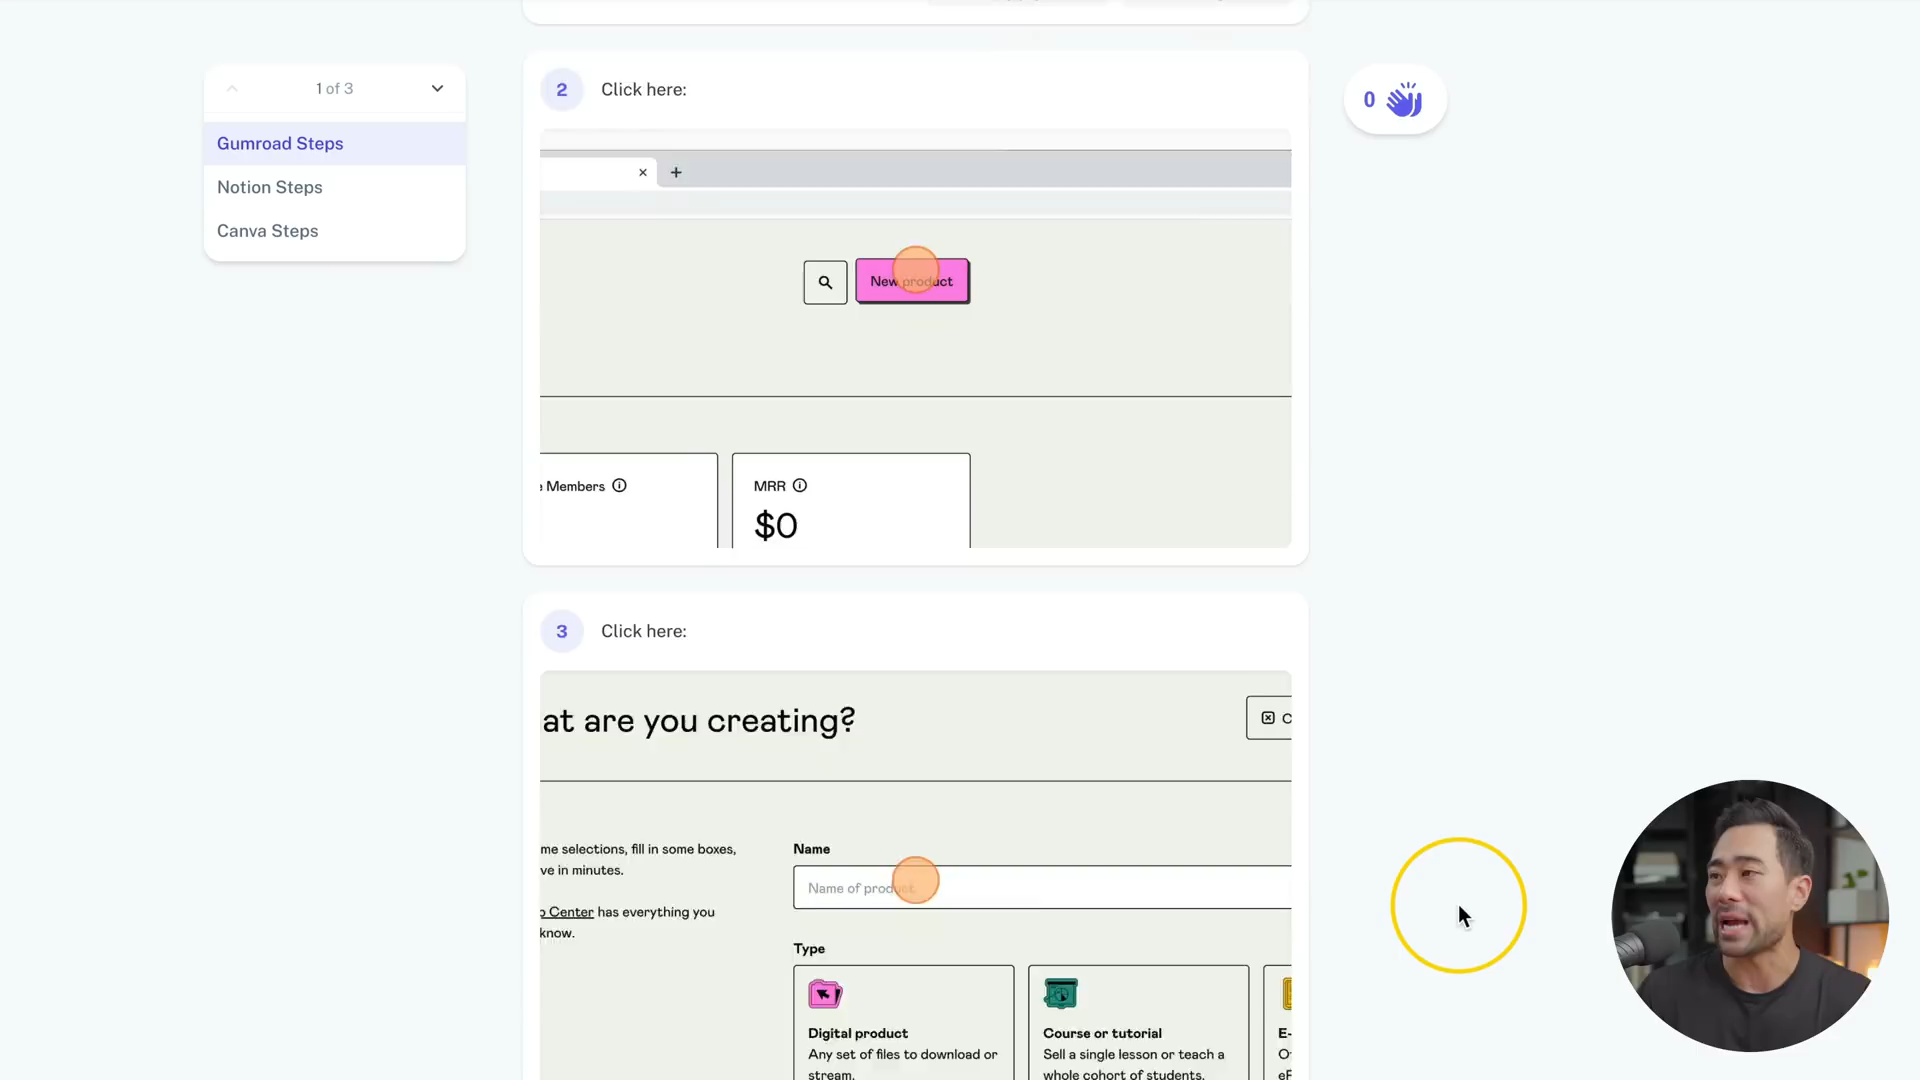 1 of 3
Gumroad Steps
Notion Steps
Canva Steps
0
2
Click here:
New product
Members
MRR
$0
3
Click here:
at are you creating?
C
me selections, fill in some boxes,
ve in minutes.
Center has everything you
know.
Name
Name of product
Type
Digital product
Any set of files to download or
stream.
Course or tutorial
Sell a single lesson or teach a
whole cohort of students.
E-